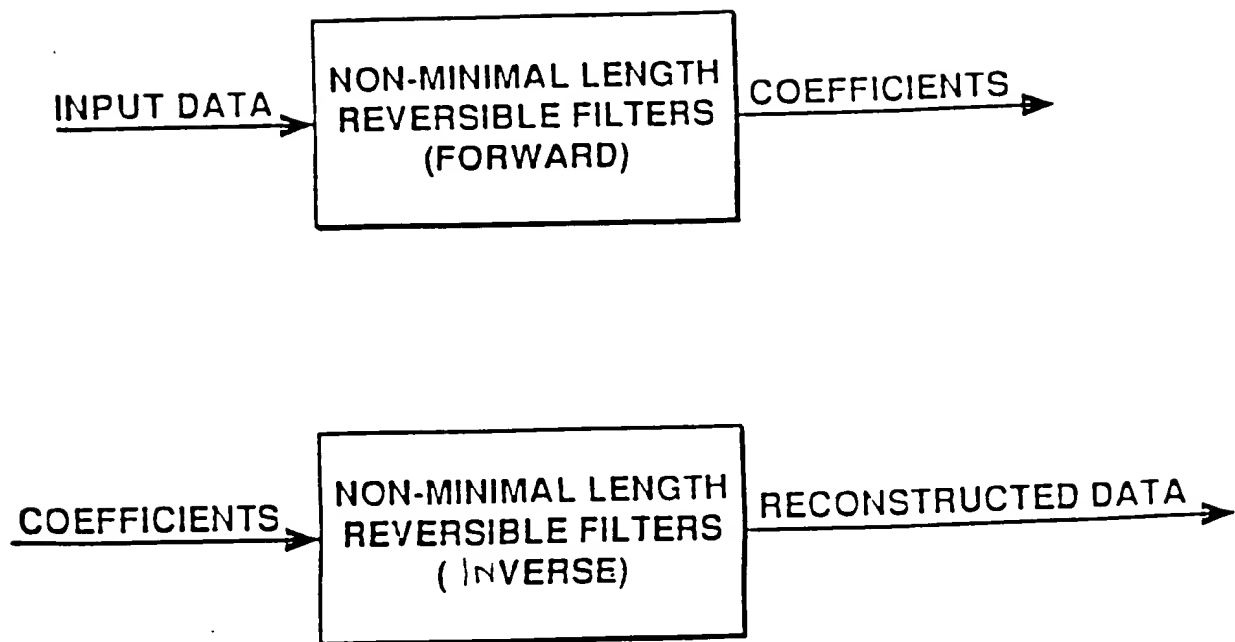 INPUT DATA
NON-MINIMAL LENGTH
REVERSIBLE FILTERS
(FORWARD)
COEFFICIENTS
COEFFICIENTS
NON-MINIMAL LENGTH
REVERSIBLE FILTERS
( INVERSE)
RECONSTRUCTED DATA